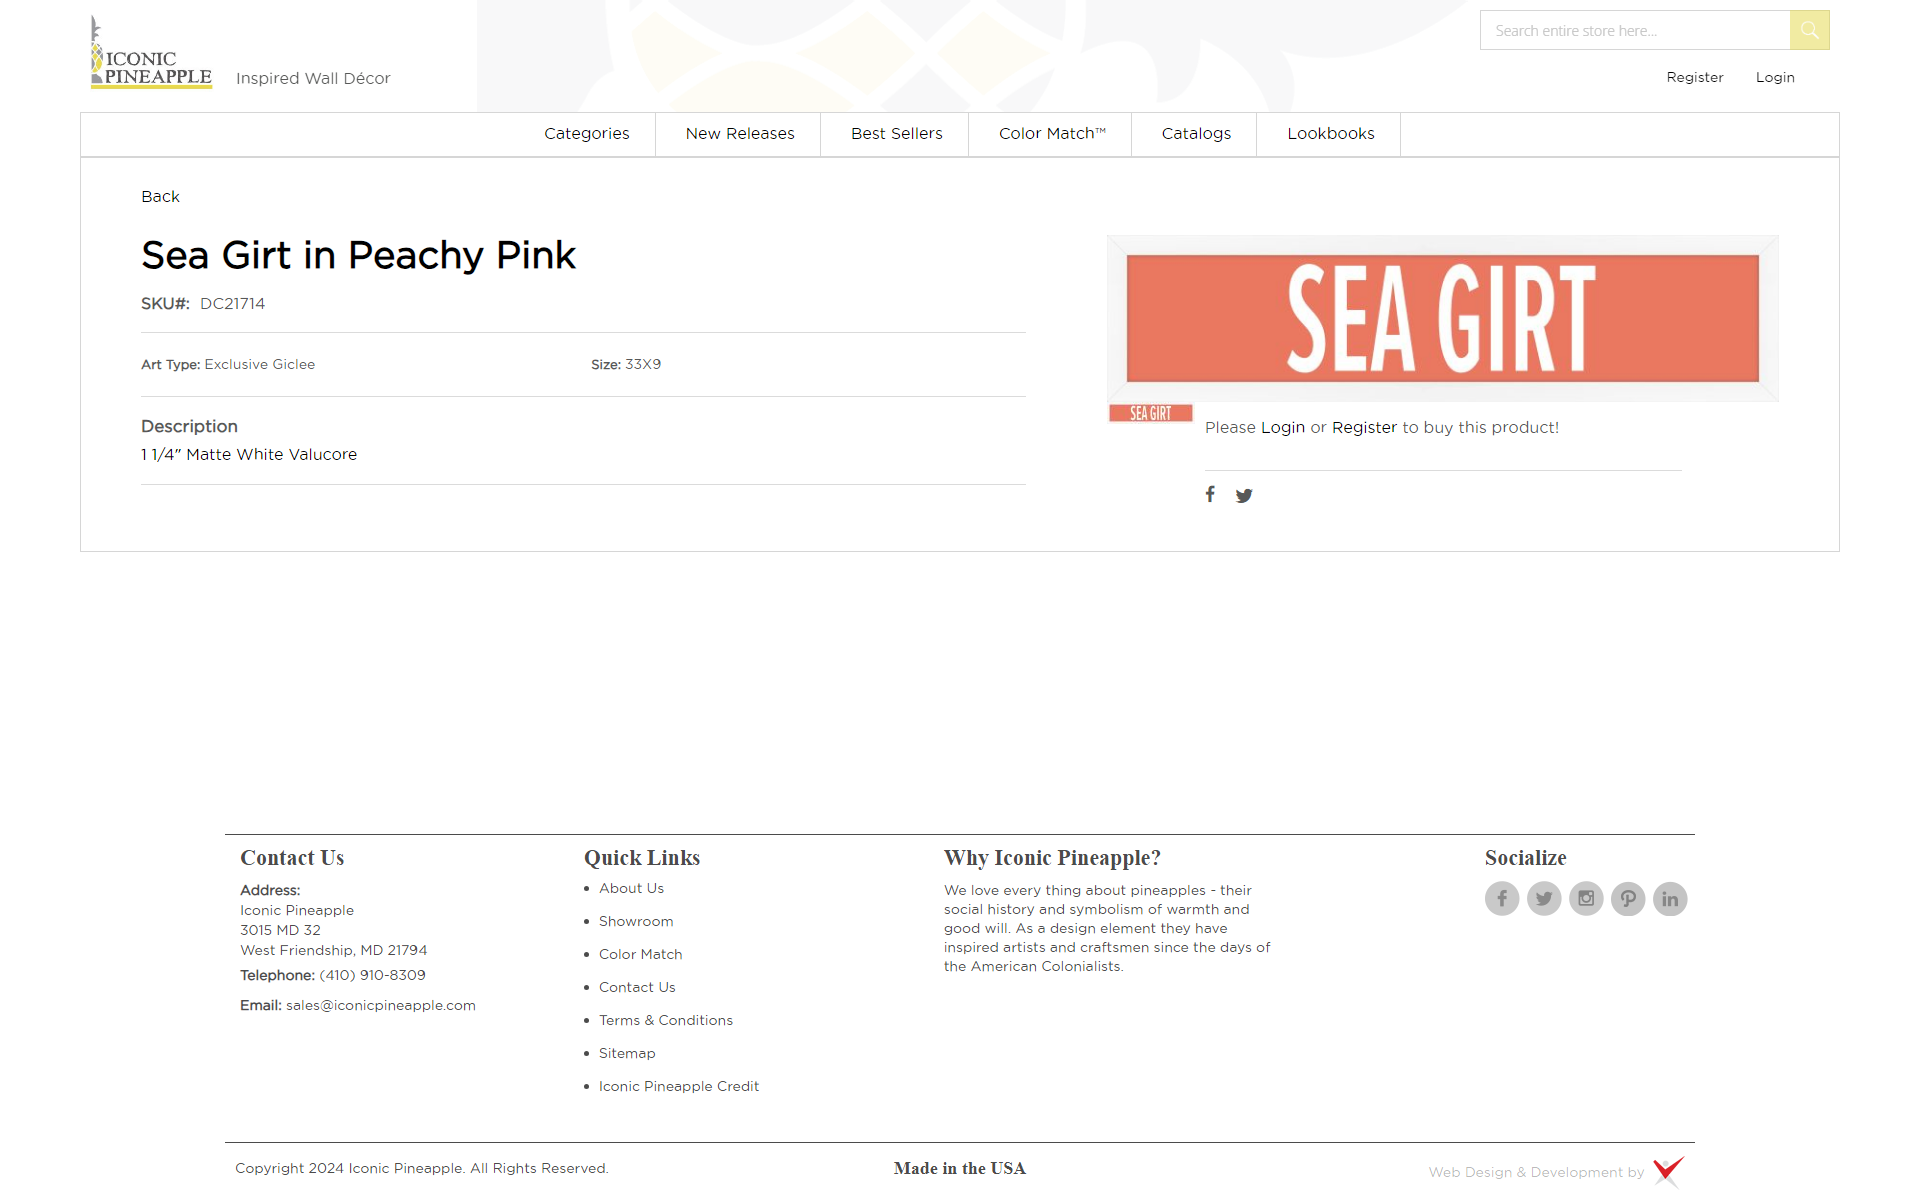 ICONIC
PINEAPPLE
Inspired Wall Décor
Search entire store here...
Register
Login
Categories
New Releases
Best Sellers
Color Match™
Catalogs
Lookbooks
Back
Sea Girt in Peachy Pink
SKU#: DC21714
Art Type: Exclusive Giclee
Size: 33X9
Description
1 1/4" Matte White Valucore
SEA GIRT
SEA GIRT
Please Login or Register to buy this product!
Contact Us
Address:
Iconic Pineapple
3015 MD 32
West Friendship, MD 21794
Telephone: (410) 910-8309
Email: sales@iconicpineapple.com
Quick Links
About Us
Showroom
Color Match
Contact Us
Terms & Conditions
Sitemap
Iconic Pineapple Credit
Why Iconic Pineapple?
We love every thing about pineapples - their
social history and symbolism of warmth and
good will. As a design element they have
inspired artists and craftsmen since the days of
the American Colonialists.
Socialize
Copyright 2024 Iconic Pineapple. All Rights Reserved.
Made in the USA
Web Design & Development by